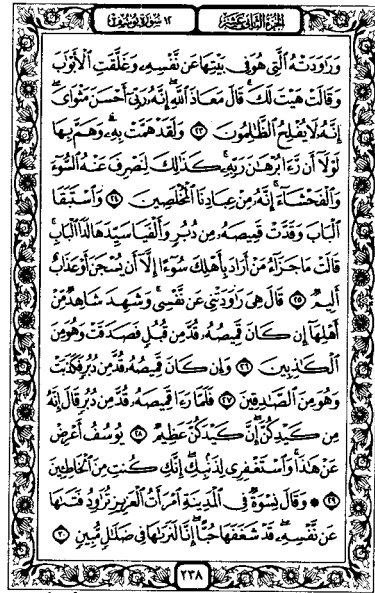 الجزء الثاني عشر ١٢ سورة يوسف
وَرَٰوَدَتْهُ ٱلَّتِى هُوَ فِى بَيْتِهَا عَن نَّفْسِهِۦ وَغَلَّقَتِ ٱلْأَبْوَٰبَ
وَقَالَتْ هَيْتَ لَكَ ۚ قَالَ مَعَاذَ ٱللَّهِ ۖ إِنَّهُۥ رَبِّىٓ أَحْسَنَ مَثْوَاىَ ۖ
إِنَّهُۥ لَا يُفْلِحُ ٱلظَّٰلِمُونَ ٢٣ وَلَقَدْ هَمَّتْ بِهِۦ ۖ وَهَمَّ بِهَا
لَوْلَآ أَن رَّءَا بُرْهَٰنَ رَبِّهِۦ ۚ كَذَٰلِكَ لِنَصْرِفَ عَنْهُ ٱلسُّوٓءَ
وَٱلْفَحْشَآءَ ۚ إِنَّهُۥ مِنْ عِبَادِنَا ٱلْمُخْلَصِينَ ٢٤ وَٱسْتَبَقَا
ٱلْبَابَ وَقَدَّتْ قَمِيصَهُۥ مِن دُبُرٍ وَأَلْفَيَا سَيِّدَهَا لَدَا ٱلْبَابِ ۚ
قَالَتْ مَا جَزَآءُ مَنْ أَرَادَ بِأَهْلِكَ سُوٓءًا إِلَّآ أَن يُسْجَنَ أَوْ عَذَابٌ
أَلِيمٌ ٢٥ قَالَ هِىَ رَٰوَدَتْنِى عَن نَّفْسِى ۚ وَشَهِدَ شَاهِدٌ مِّنْ
أَهْلِهَآ إِن كَانَ قَمِيصُهُۥ قُدَّ مِن قُبُلٍ فَصَدَقَتْ وَهُوَ مِنَ
ٱلْكَٰذِبِينَ ٢٦ وَإِن كَانَ قَمِيصُهُۥ قُدَّ مِن دُبُرٍ فَكَذَبَتْ
وَهُوَ مِنَ ٱلصَّٰدِقِينَ ٢٧ فَلَمَّا رَءَا قَمِيصَهُۥ قُدَّ مِن دُبُرٍ قَالَ إِنَّهُۥ
مِن كَيْدِكُنَّ ۖ إِنَّ كَيْدَكُنَّ عَظِيمٌ ٢٨ يُوسُفُ أَعْرِضْ
عَنْ هَٰذَا ۚ وَٱسْتَغْفِرِى لِذَنۢبِكِ ۖ إِنَّكِ كُنتِ مِنَ ٱلْخَاطِـِٔينَ
٢٩ ۞ وَقَالَ نِسْوَةٌ فِى ٱلْمَدِينَةِ ٱمْرَأَتُ ٱلْعَزِيزِ تُرَٰوِدُ فَتَىٰهَا
عَن نَّفْسِهِۦ ۖ قَدْ شَغَفَهَا حُبًّا ۖ إِنَّا لَنَرَىٰهَا فِى ضَلَٰلٍ مُّبِينٍ ٣٠
٢٣٨